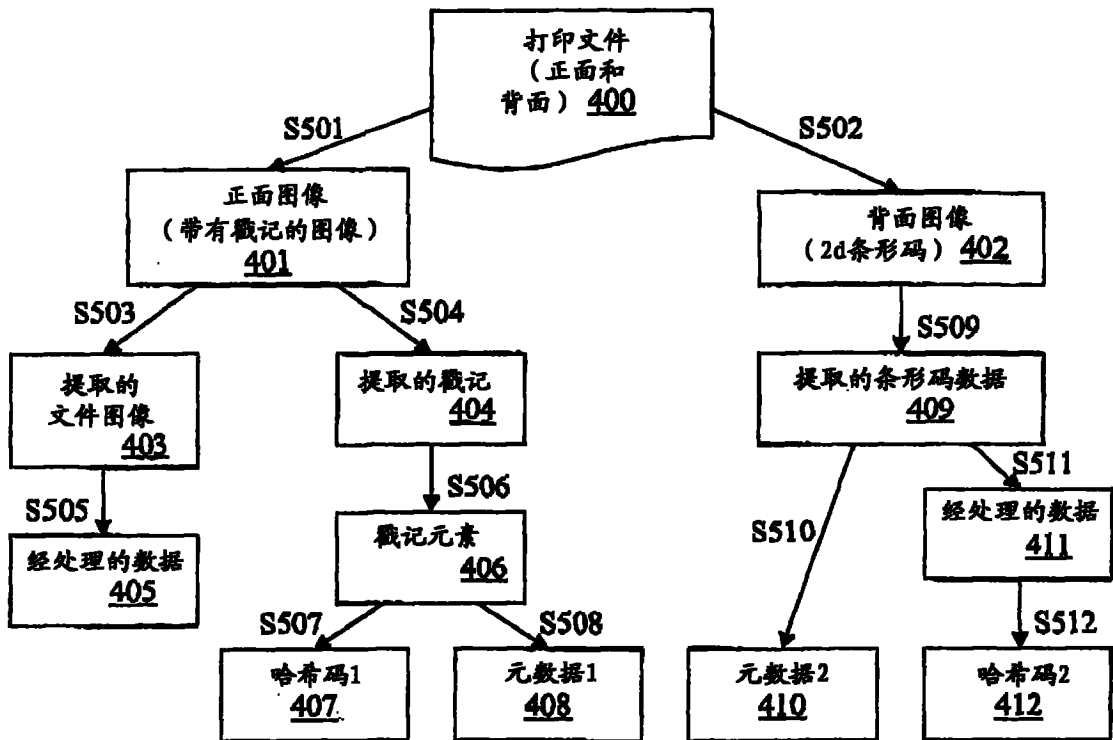 打印文件
（正面和
背面）400
S501
S502
正面图像
（带有戳记的图像）
401
背面图像
（2d条形码）402
S503
S504
S509
提取的
文件图像
403
提取的戳记
404
提取的条形码数据
409
S505
S506
S510
S511
经处理的数据
405
戳记元素
406
经处理的数据
411
S507
S508
S512
哈希码1
407
元数据1
408
元数据2
410
哈希码2
412